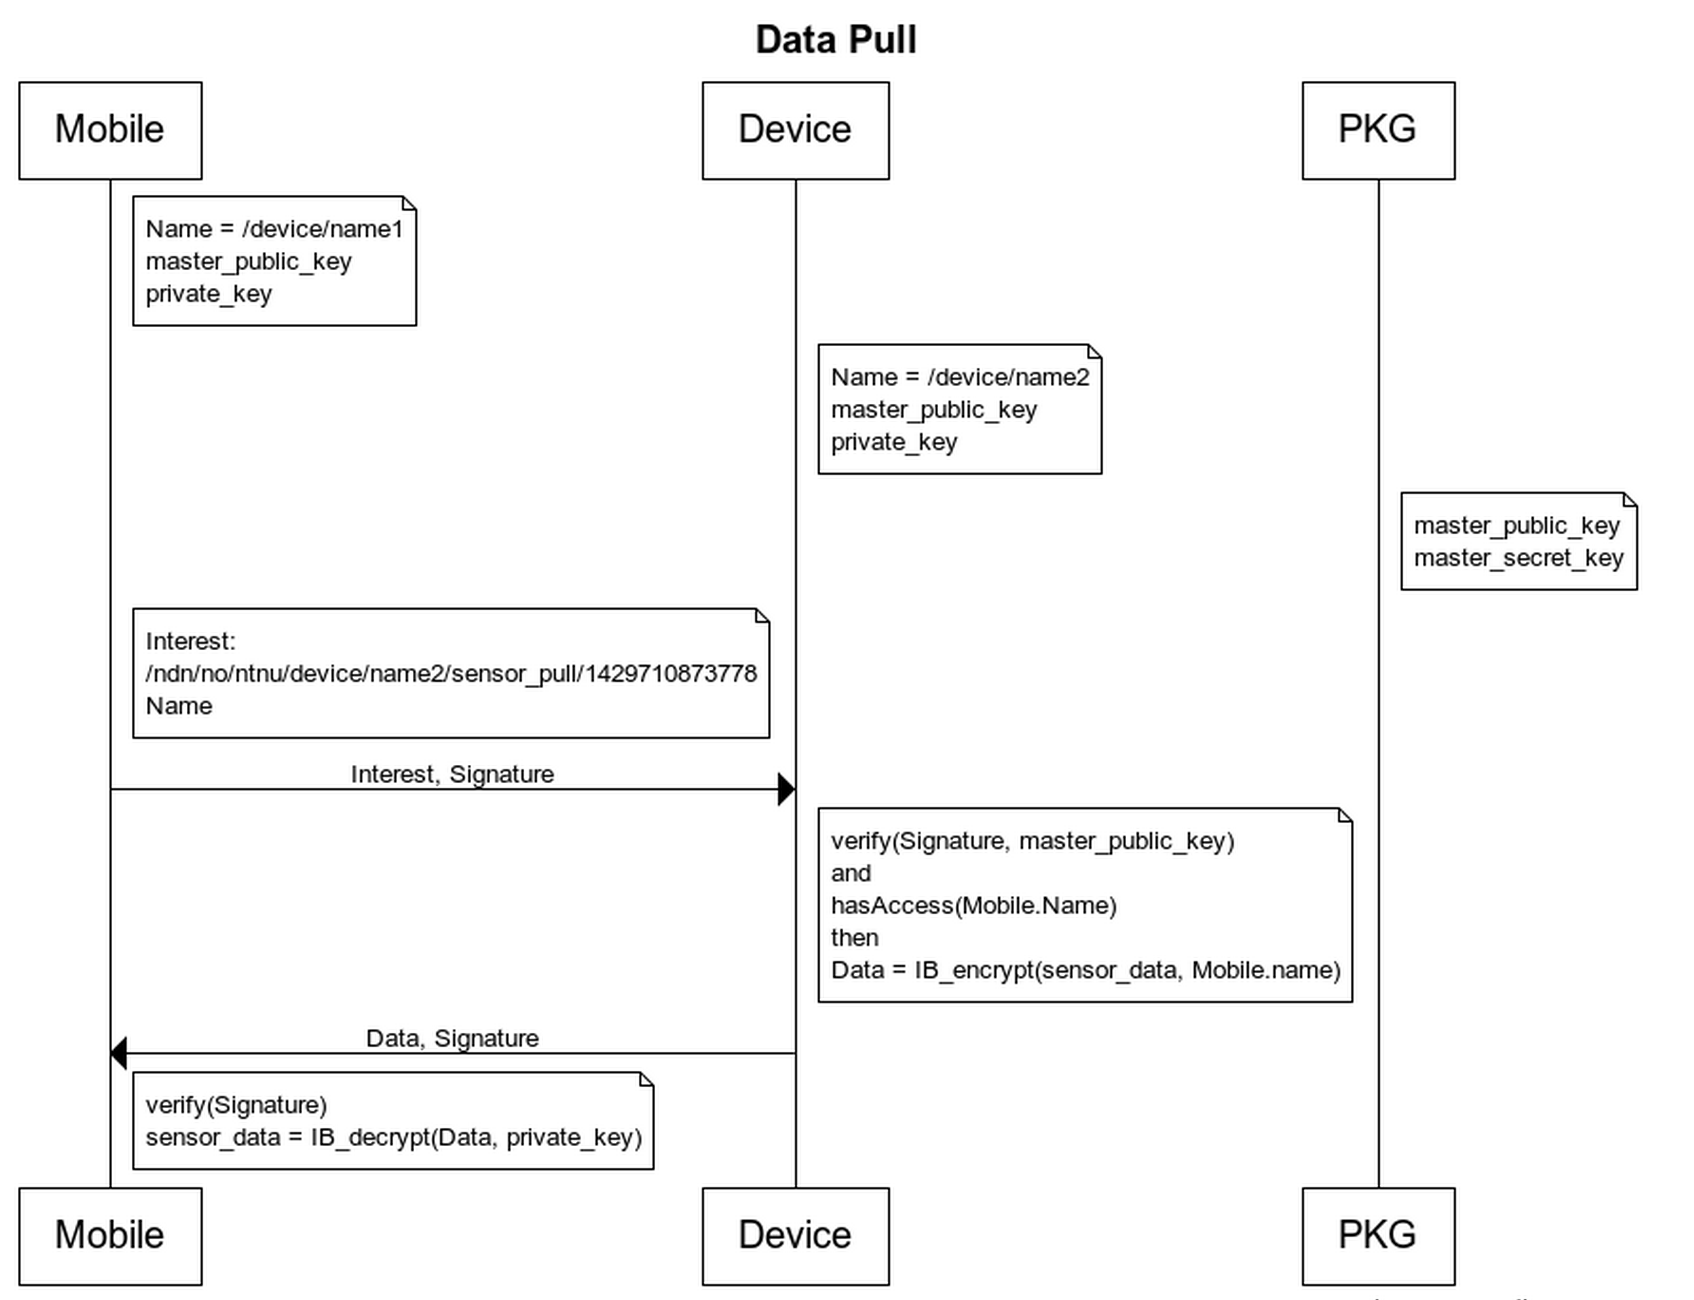 Data Pull
Mobile
Device
PKG
Name = /device/name1
master_public_key
private_key
Name = /device/name2
master_public_key
private_key
master_public_key
master_secret_key
Interest:
/ndn/no/ntnu/device/name2/sensor_pull/1429710873778
Name
Interest, Signature
verify(Signature, master_public_key)
and
hasAccess(Mobile.Name)
then
Data = IB_encrypt(sensor_data, Mobile.name)
Data, Signature
verify(Signature)
sensor_data = IB_decrypt(Data, private_key)
Mobile
Device
PKG